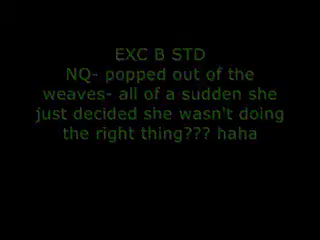 EXC B STD
NQ- popped out of the
weaves- all of a sudden she
just decided she wasn't doing
the right thing??? haha